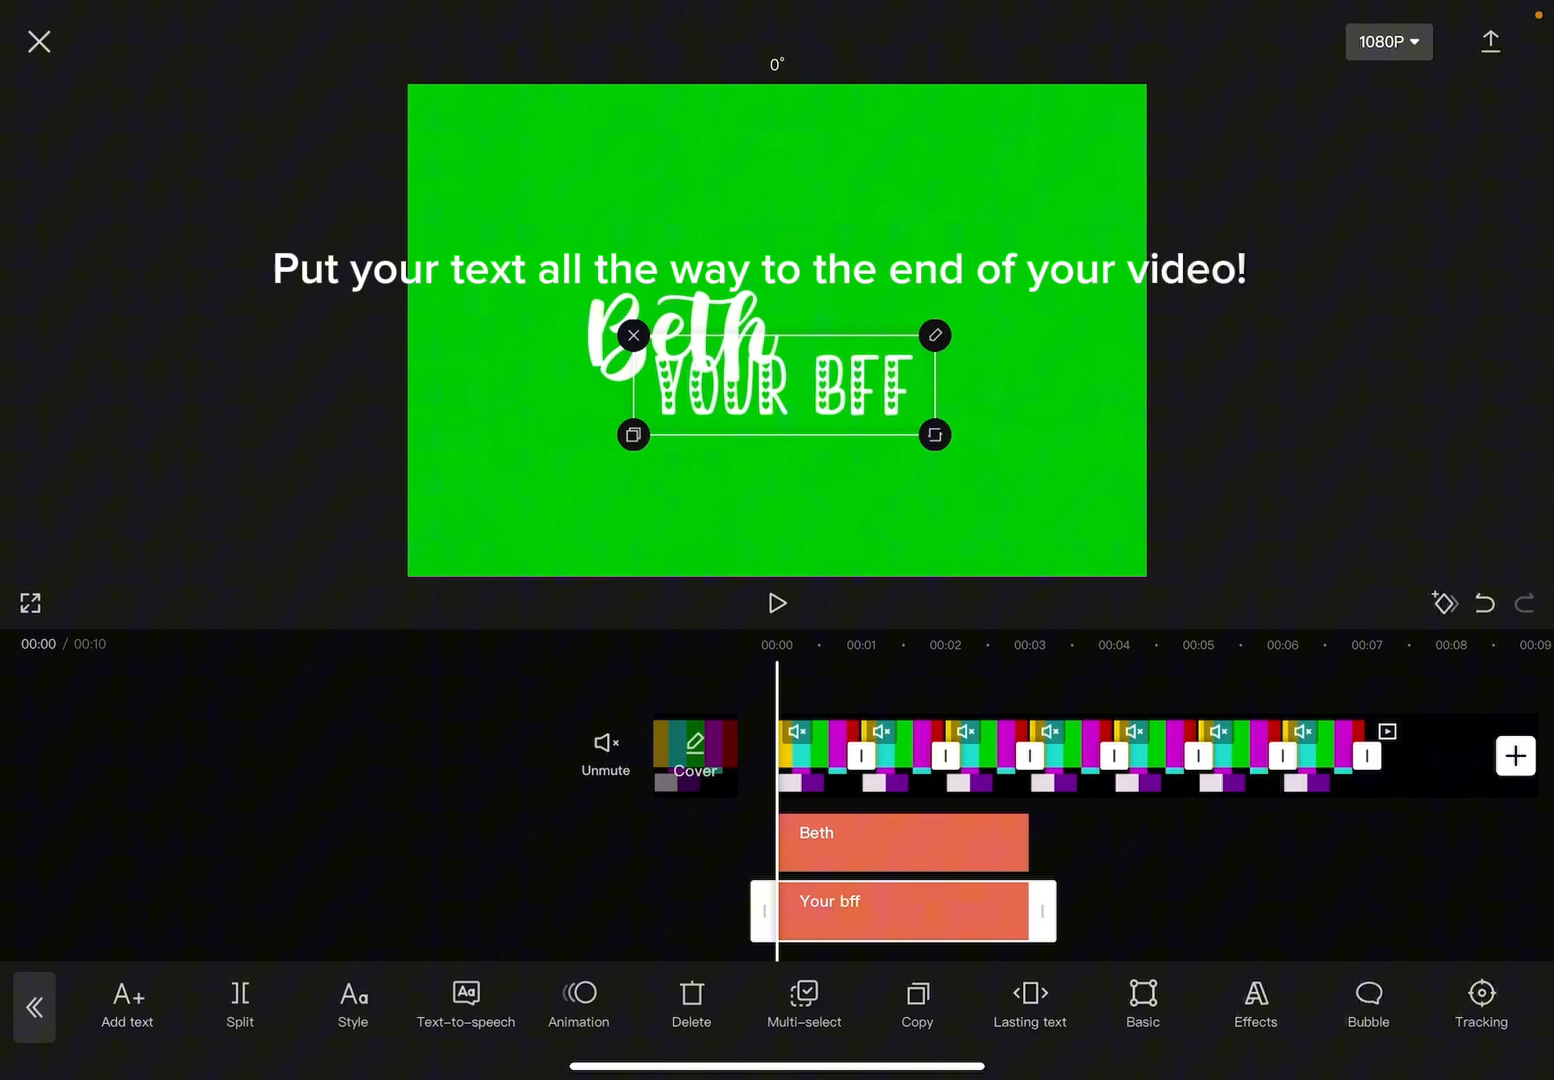 1080P
0°
Put your text all the way to the end of your video!
Beth
YOUR BFF
00:00 / 00:10
00:00 00:01 00:02 00:03 00:04 00:05 00:06 00:07 00:08 00:09
Unmute
Cover
Beth
Your bff
Add text
Split
Style
Text-to-speech
Animation
Delete
Multi-select
Copy
Lasting text
Basic
Effects
Bubble
Tracking